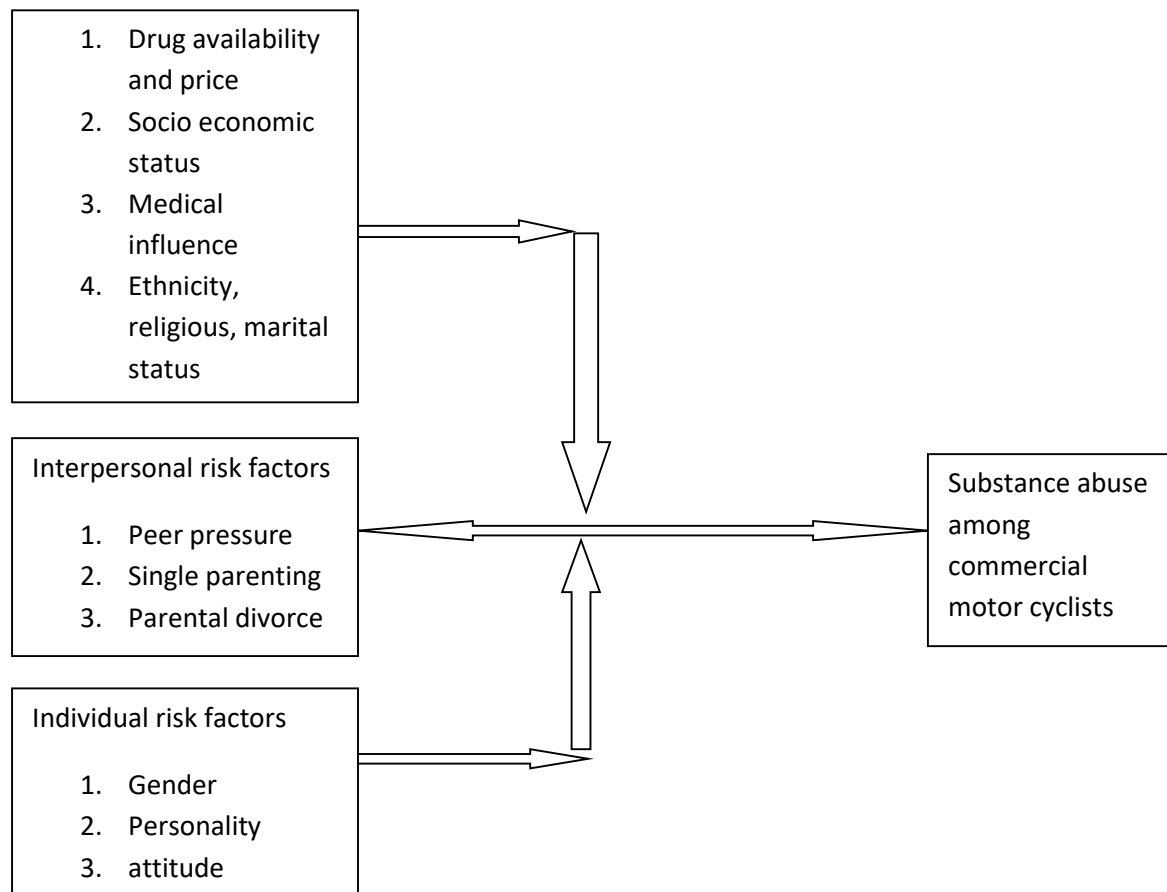 1. Drug availability
and price
2. Socio economic
status
3. Medical
influence
4. Ethnicity,
religious, marital
status
Interpersonal risk factors
1. Peer pressure
2. Single parenting
3. Parental divorce
Individual risk factors
1. Gender
2. Personality
3. attitude
Substance abuse
among
commercial
motor cyclists